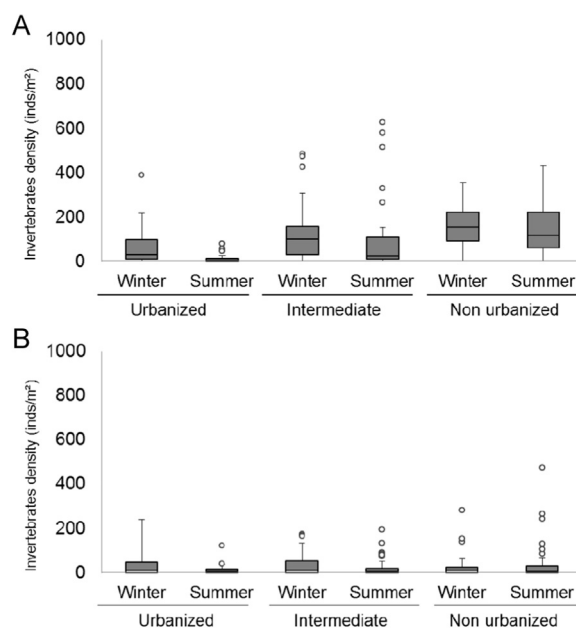 A
Invertebrates density (inds/m²)
1000
800
600
400
200
0
Winter Summer Winter Summer Winter Summer
Urbanized Intermediate Non urbanized
B
Invertebrates density (inds/m²)
1000
800
600
400
200
0
Winter Summer Winter Summer Winter Summer
Urbanized Intermediate Non urbanized